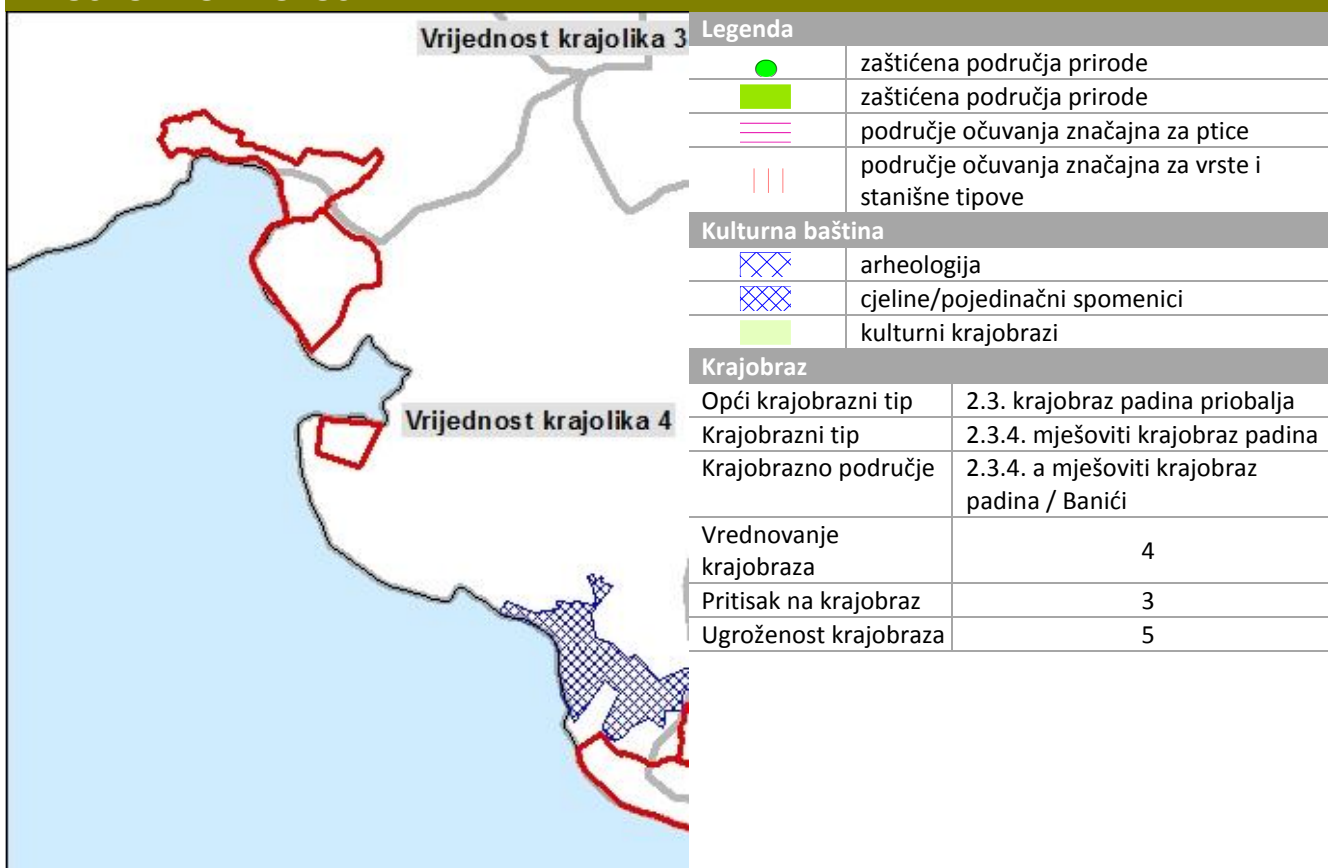 Vrijednost krajolika 3
Vrijednost krajolika 4
Legenda
zaštićena područja prirode
zaštićena područja prirode
područje očuvanja značajna za ptice
područje očuvanja značajna za vrste i
stanišne tipove
Kulturna baština
arheologija
cjeline/pojedinačni spomenici
kulturni krajobrazi
Krajobraz
Opći krajobrazni tip 2.3. krajobraz padina priobalja
Krajobrazni tip 2.3.4. mješoviti krajobraz padina
Krajobrazno područje 2.3.4. a mješoviti krajobraz
padina / Banići
Vrednovanje
krajobraza 4
Pritisak na krajobraz 3
Ugroženost krajobraza 5